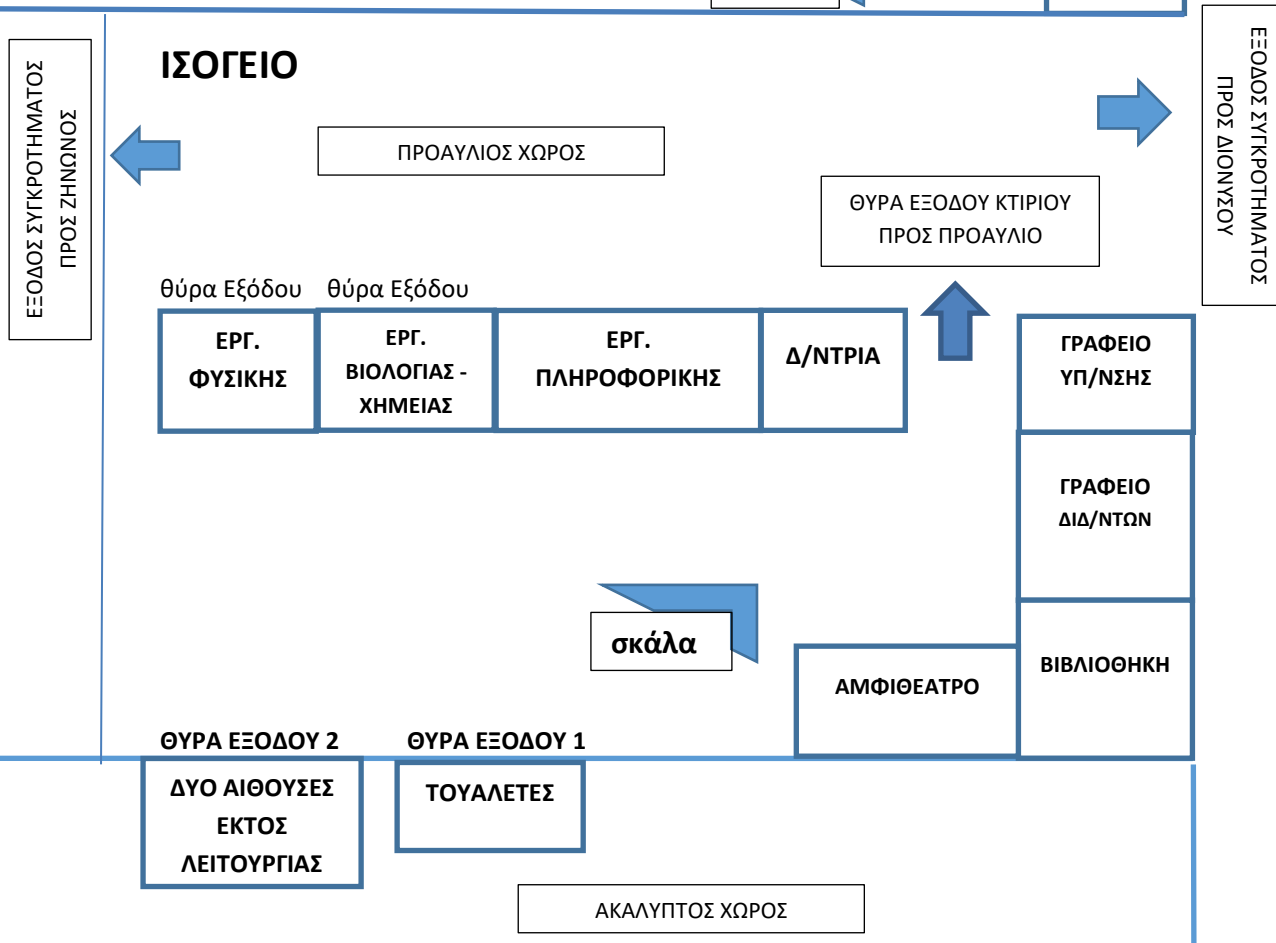 ΙΣΟΓΕΙΟ
ΕΞΟΔΟΣ ΣΥΓΚΡΟΤΗΜΑΤΟΣ
ΠΡΟΣ ΖΗΝΩΝΟΣ
ΠΡΟΑΥΛΙΟΣ ΧΩΡΟΣ
ΕΞΟΔΟΣ ΣΥΓΚΡΟΤΗΜΑΤΟΣ
ΠΡΟΣ ΔΙΟΝΥΣΟΥ
ΘΥΡΑ ΕΞΟΔΟΥ ΚΤΙΡΙΟΥ
ΠΡΟΣ ΠΡΟΑΥΛΙΟ
θύρα Εξόδου
θύρα Εξόδου
ΕΡΓ.
ΦΥΣΙΚΗΣ
ΕΡΓ.
ΒΙΟΛΟΓΙΑΣ -
ΧΗΜΕΙΑΣ
ΕΡΓ.
ΠΛΗΡΟΦΟΡΙΚΗΣ
Δ/ΝΤΡΙΑ
ΓΡΑΦΕΙΟ
ΥΠ/ΝΣΗΣ
ΓΡΑΦΕΙΟ
ΔΙΔ/ΝΤΩΝ
σκάλα
ΑΜΦΙΘΕΑΤΡΟ
ΒΙΒΛΙΟΘΗΚΗ
ΘΥΡΑ ΕΞΟΔΟΥ 2
ΘΥΡΑ ΕΞΟΔΟΥ 1
ΔΥΟ ΑΙΘΟΥΣΕΣ
ΕΚΤΟΣ
ΛΕΙΤΟΥΡΓΙΑΣ
ΤΟΥΑΛΕΤΕΣ
ΑΚΑΛΥΠΤΟΣ ΧΩΡΟΣ